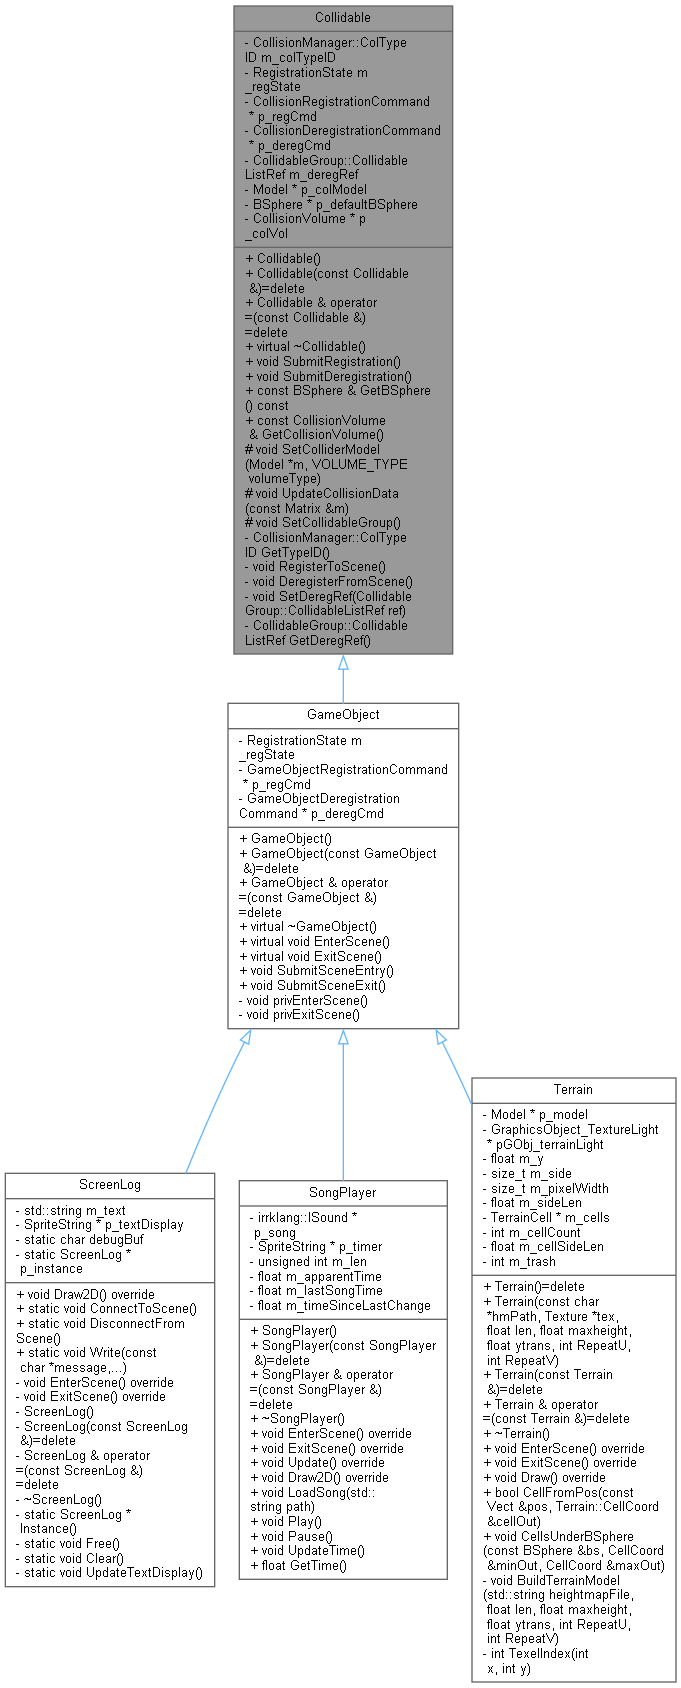 Collidable
- CollisionManager::ColType
ID m_colTypeID
- RegistrationState m
_regState
- CollisionRegistrationCommand
* p_regCmd
- CollisionDeregistrationCommand
* p_deregCmd
- CollidableGroup::Collidable
ListRef m_deregRef
- Model * p_colModel
- BSphere * p_defaultBSphere
- CollisionVolume * p
_colVol
+ Collidable()
+ Collidable(const Collidable
&)=delete
+ Collidable & operator
=(const Collidable &)
=delete
+ virtual ~Collidable()
+ void SubmitRegistration()
+ void SubmitDeregistration()
+ const BSphere & GetBSphere
() const
+ const CollisionVolume
& GetCollisionVolume()
# void SetColliderModel
(Model *m, VOLUME_TYPE
volumeType)
# void UpdateCollisionData
(const Matrix &m)
# void SetCollidableGroup()
- CollisionManager::ColType
ID GetTypeID()
- void RegisterToScene()
- void DeregisterFromScene()
- void SetDeregRef(Collidable
Group::CollidableListRef ref)
- CollidableGroup::Collidable
ListRef GetDeregRef()
GameObject
- RegistrationState m
_regState
- GameObjectRegistrationCommand
* p_regCmd
- GameObjectDeregistration
Command * p_deregCmd
+ GameObject()
+ GameObject(const GameObject
&)=delete
+ GameObject & operator
=(const GameObject &)
=delete
+ virtual ~GameObject()
+ virtual void EnterScene()
+ virtual void ExitScene()
+ void SubmitSceneEntry()
+ void SubmitSceneExit()
- void privEnterScene()
- void privExitScene()
ScreenLog
- std::string m_text
- SpriteString * p_textDisplay
- static char debugBuf
- static ScreenLog *
p_instance
+ void Draw2D() override
+ static void ConnectToScene()
+ static void DisconnectFrom
Scene()
+ static void Write(const
char *message,...)
- void EnterScene() override
- void ExitScene() override
- ScreenLog()
- ScreenLog(const ScreenLog
&)=delete
- ScreenLog & operator
=(const ScreenLog &)
=delete
- ~ScreenLog()
- static ScreenLog *
Instance()
- static void Free()
- static void Clear()
- static void UpdateTextDisplay()
SongPlayer
- irrklang::ISound *
p_song
- SpriteString * p_timer
- unsigned int m_len
- float m_apparentTime
- float m_lastSongTime
- float m_timeSinceLastChange
+ SongPlayer()
+ SongPlayer(const SongPlayer
&)=delete
+ SongPlayer & operator
=(const SongPlayer &)
=delete
+ ~SongPlayer()
+ void EnterScene() override
+ void ExitScene() override
+ void Update() override
+ void Draw2D() override
+ void LoadSong(std::
string path)
+ void Play()
+ void Pause()
+ void UpdateTime()
+ float GetTime()
Terrain
- Model * p_model
- GraphicsObject_TextureLight
* pGObj_terrainLight
- float m_y
- size_t m_side
- size_t m_pixelWidth
- float m_sideLen
- TerrainCell * m_cells
- int m_cellCount
- float m_cellSideLen
- int m_trash
+ Terrain()=delete
+ Terrain(const char
*hmPath, Texture *tex,
float len, float maxheight,
float ytrans, int RepeatU,
int RepeatV)
+ Terrain(const Terrain
&)=delete
+ Terrain & operator
=(const Terrain &)=delete
+ ~Terrain()
+ void EnterScene() override
+ void ExitScene() override
+ void Draw() override
+ bool CellFromPos(const
Vect &pos, Terrain::CellCoord
&cellOut)
+ void CellsUnderBSphere
(const BSphere &bs, CellCoord
&minOut, CellCoord &maxOut)
- void BuildTerrainModel
(std::string heightmapFile,
float len, float maxheight,
float ytrans, int RepeatU,
int RepeatV)
- int TexelIndex(int
x, int y)